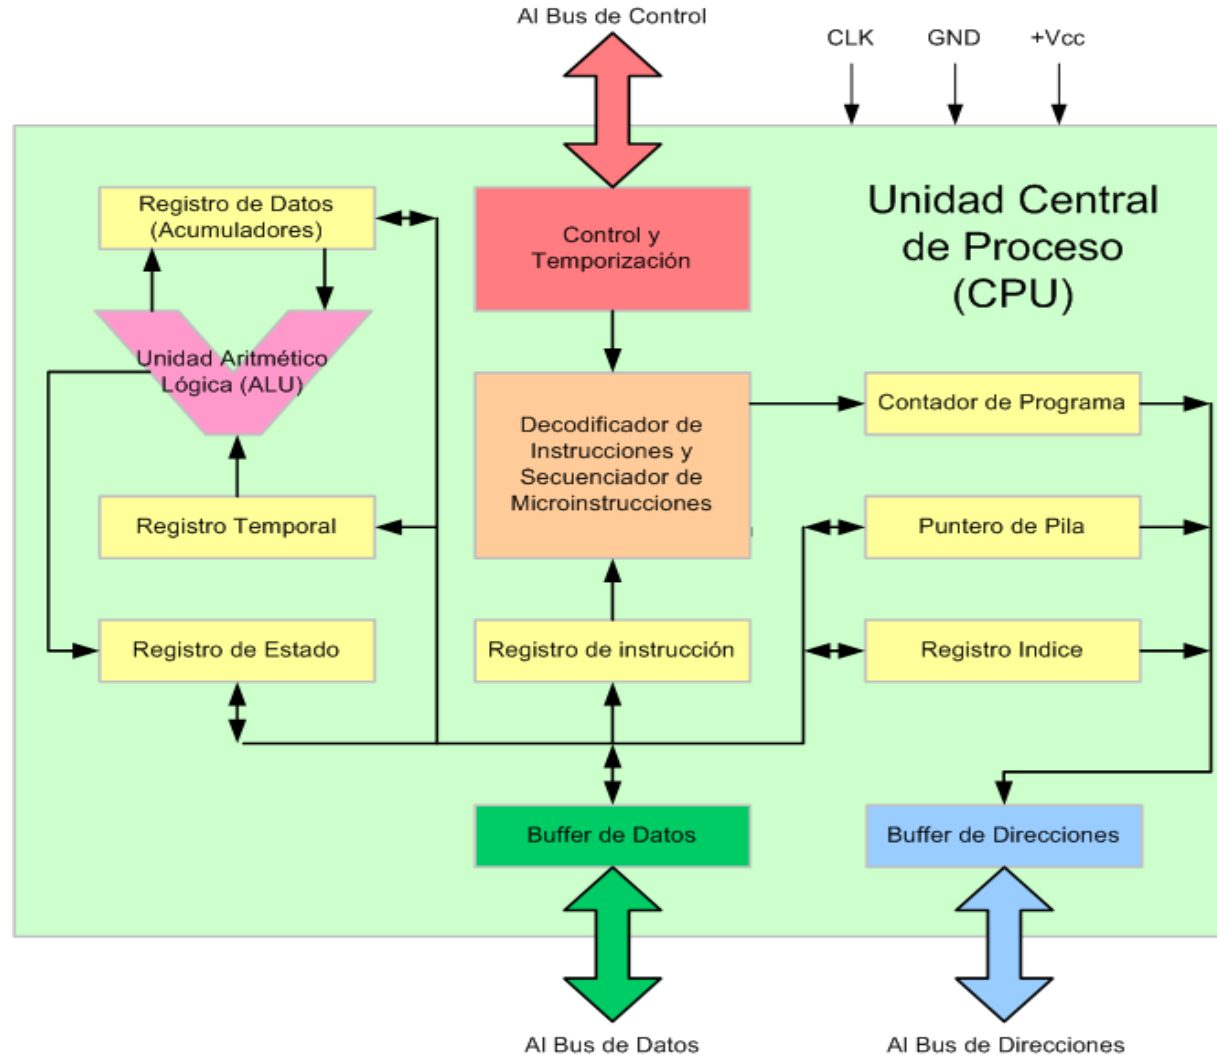 Al Bus de Control
CLK
GND
+Vcc
Unidad Central
de Proceso
(CPU)
Registro de Datos
(Acumuladores)
Control y
Temporización
Unidad Aritmético
Lógica (ALU)
Decodificador de
Instrucciones y
Secuenciador de
Microinstrucciones
Contador de Programa
Registro Temporal
Puntero de Pila
Registro de Estado
Registro de instrucción
Registro Indice
Buffer de Datos
Buffer de Direcciones
Al Bus de Datos
Al Bus de Direcciones